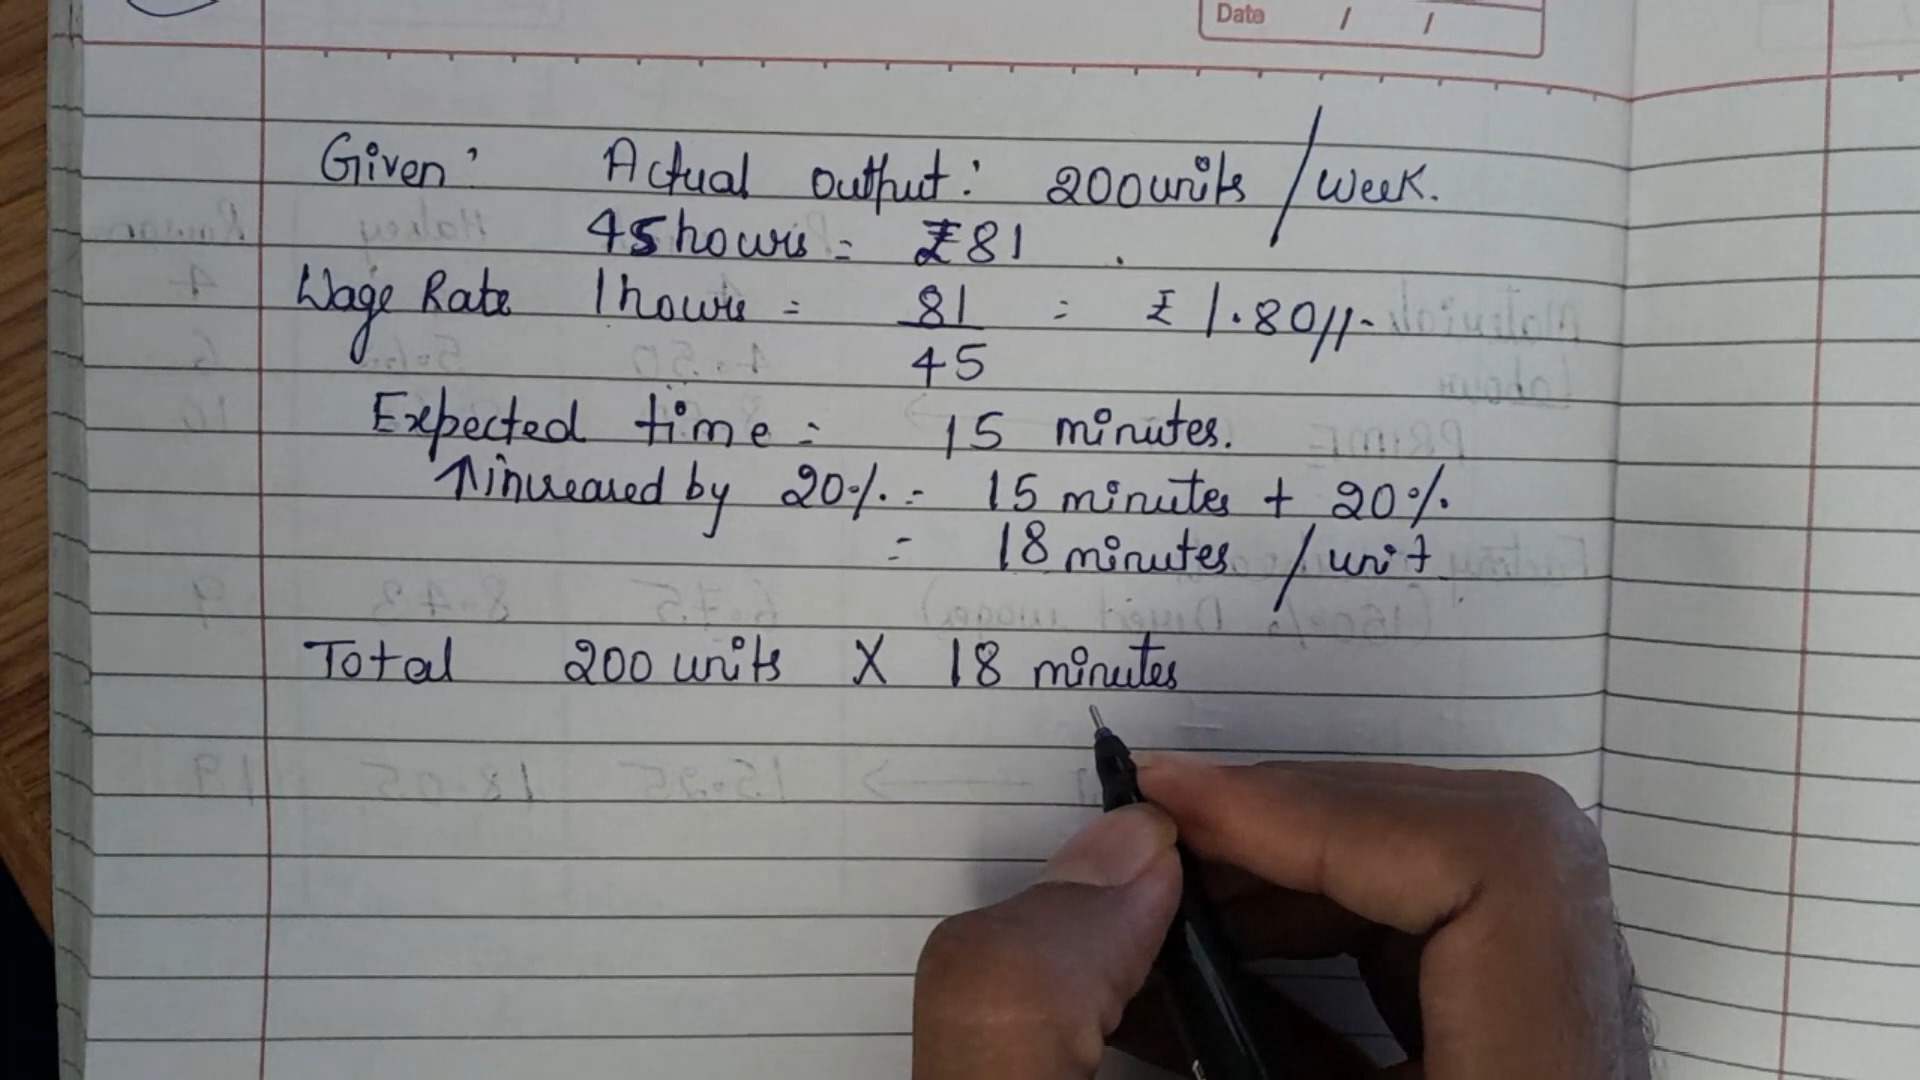 Date / /
Given: Actual output: 200 units / week.
45 hours = ₹81
Wage Rate 1 hours = 81 = ₹ 1.80//-
45
Expected time = 15 minutes.
↑ increased by 20% = 15 minutes + 20%
= 18 minutes / unit
Total 200 units X 18 minutes